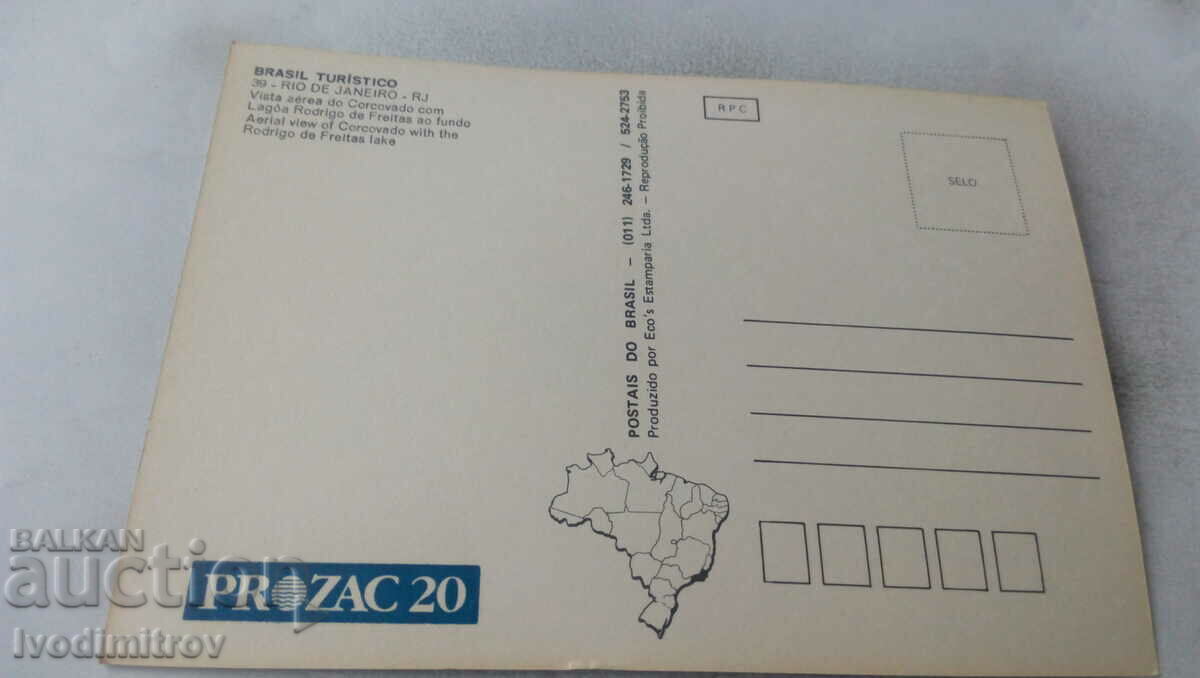 BRASIL TURÍSTICO
39 - RIO DE JANEIRO - RJ
Vista aérea do Corcovado com
Lagôa Rodrigo de Freitas ao fundo
Aerial view of Corcovado with the
Rodrigo de Freitas lake
POSTAIS DO BRASIL - (011) 246-1729 / 524-2753
Produzido por Eco's Estamparia Ltda. - Reprodução Proibida
RPC
SELO
PROZAC 20
BALKAN
auction
Ivodimitrov